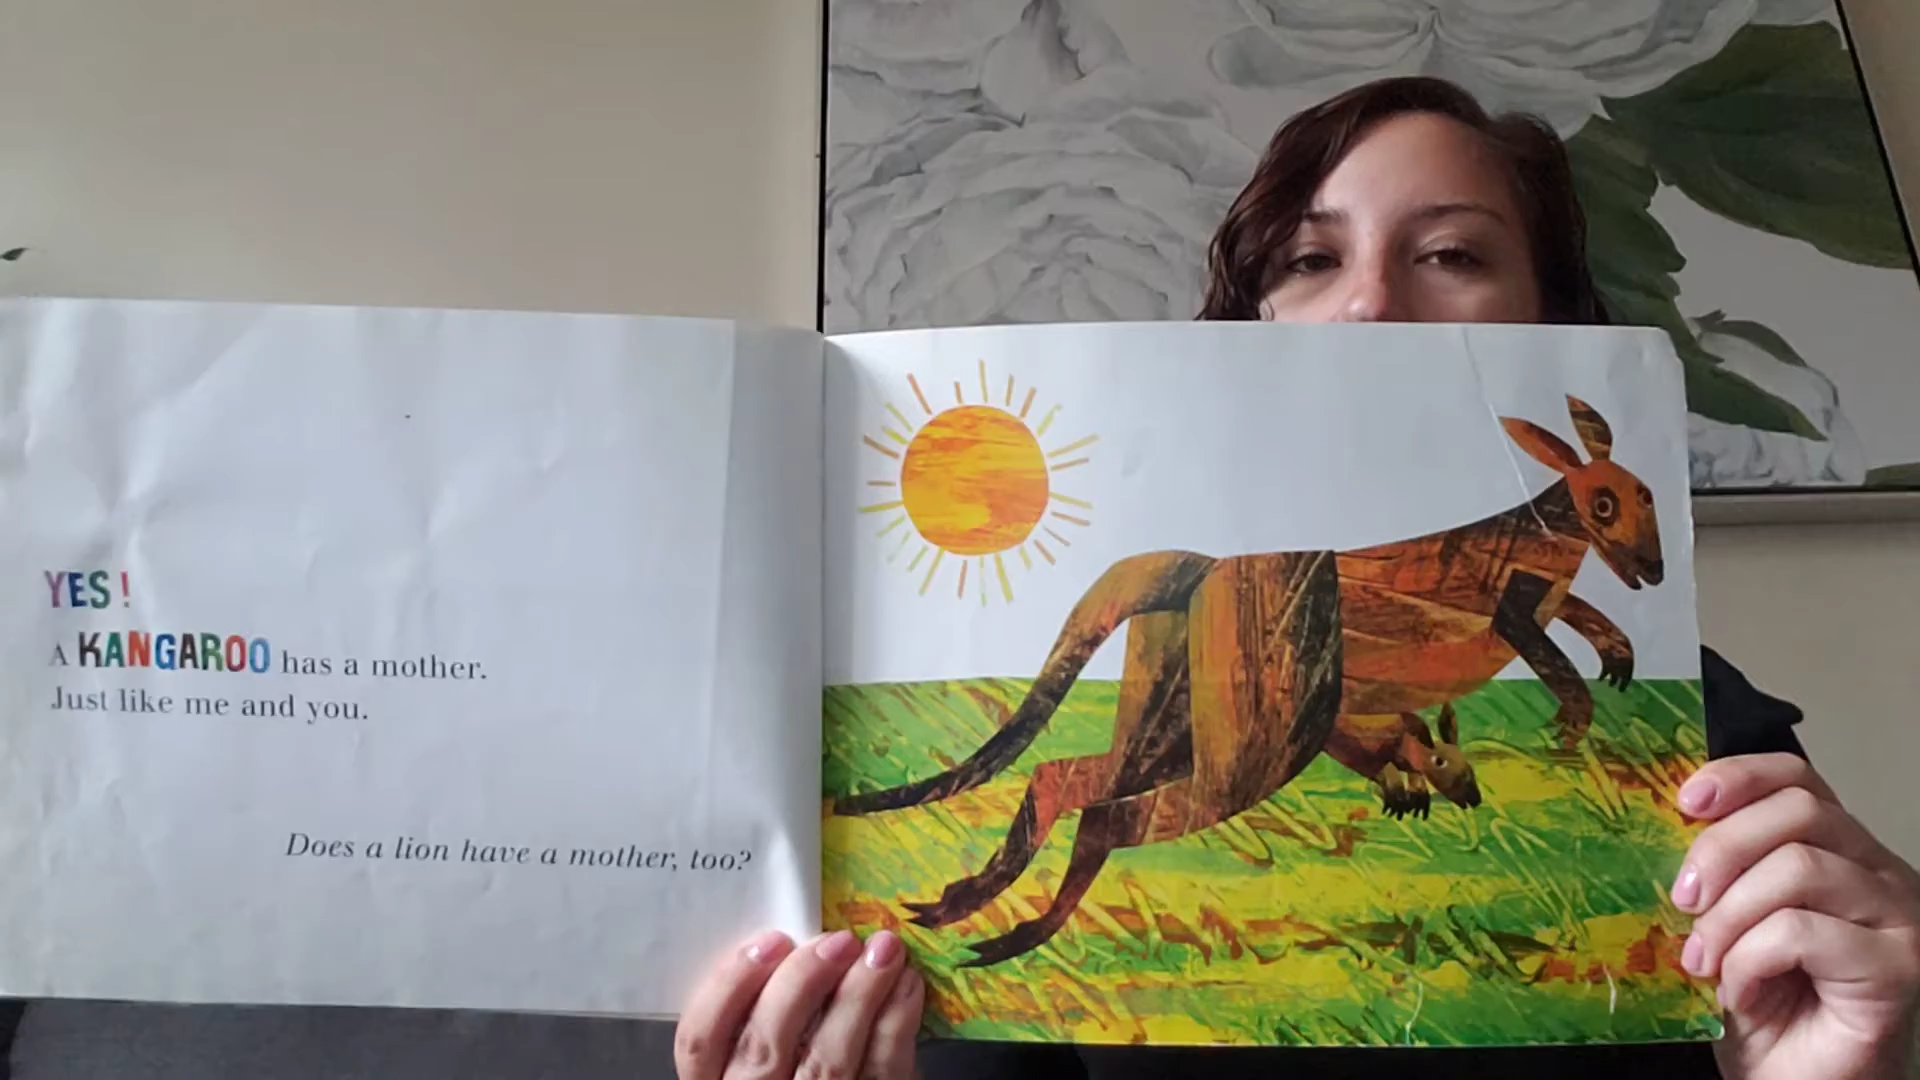 YES!
A KANGAROO has a mother.
Just like me and you.
Does a lion have a mother, too?